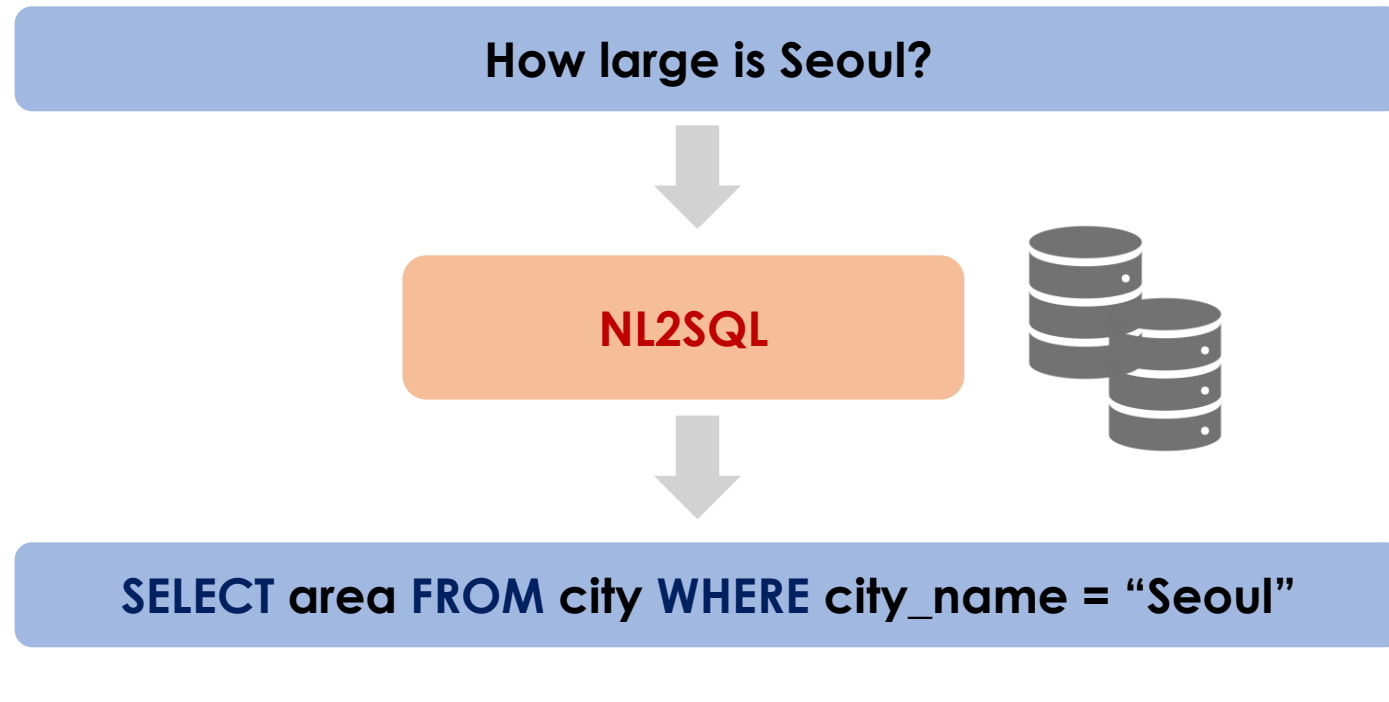 How large is Seoul?
NL2SQL
SELECT area FROM city WHERE city_name = “Seoul”